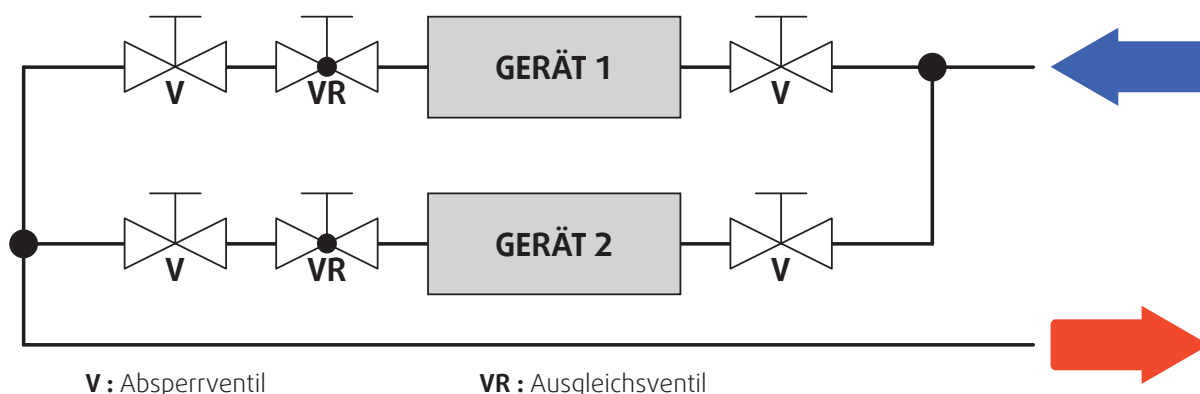 GERÄT 1
V VR V
GERÄT 2
V VR V
V : Absperrventil VR : Ausgleichsventil